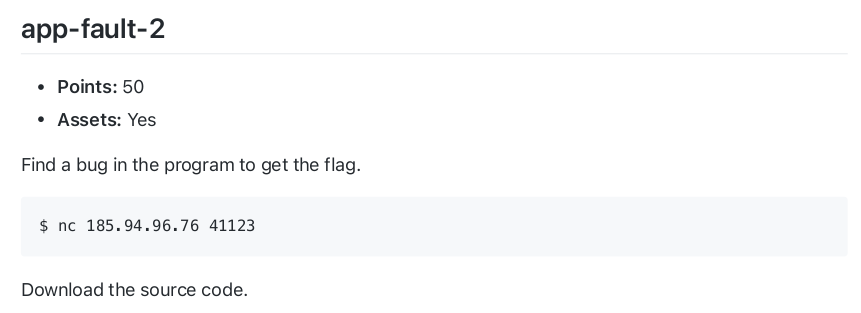 app-fault-2
• Points: 50
• Assets: Yes
Find a bug in the program to get the flag.
$ nc 185.94.96.76 41123
Download the source code.